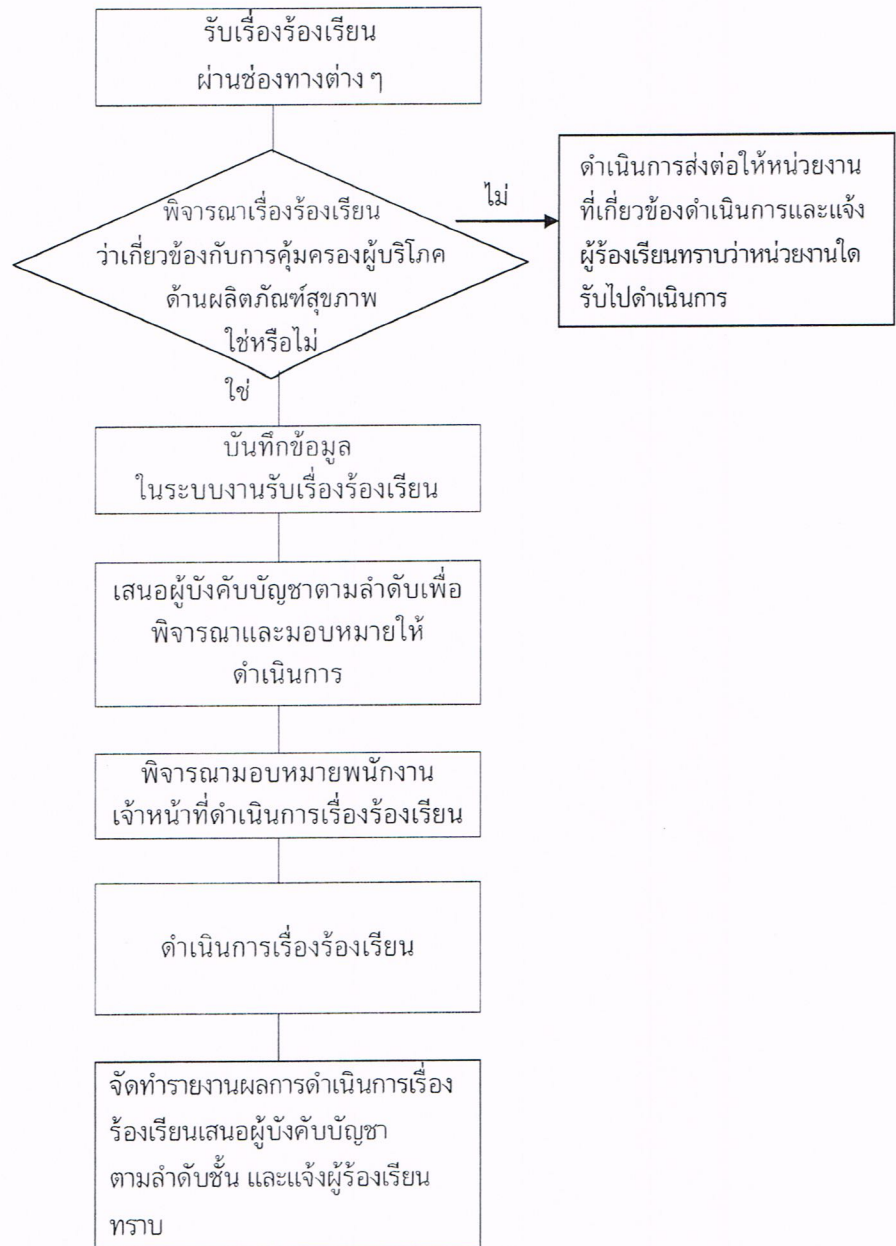 รับเรื่องร้องเรียน
ผ่านช่องทางต่าง ๆ
พิจารณาเรื่องร้องเรียน
ว่าเกี่ยวข้องกับการคุ้มครองผู้บริโภค
ด้านผลิตภัณฑ์สุขภาพ
ใช่หรือไม่
ไม่
ดำเนินการส่งต่อให้หน่วยงาน
ที่เกี่ยวข้องดำเนินการและแจ้ง
ผู้ร้องเรียนทราบว่าหน่วยงานใด
รับไปดำเนินการ
ใช่
บันทึกข้อมูล
ในระบบงานรับเรื่องร้องเรียน
เสนอผู้บังคับบัญชาตามลำดับเพื่อ
พิจารณาและมอบหมายให้
ดำเนินการ
พิจารณามอบหมายพนักงาน
เจ้าหน้าที่ดำเนินการเรื่องร้องเรียน
ดำเนินการเรื่องร้องเรียน
จัดทำรายงานผลการดำเนินการเรื่อง
ร้องเรียนเสนอผู้บังคับบัญชา
ตามลำดับชั้น และแจ้งผู้ร้องเรียน
ทราบ